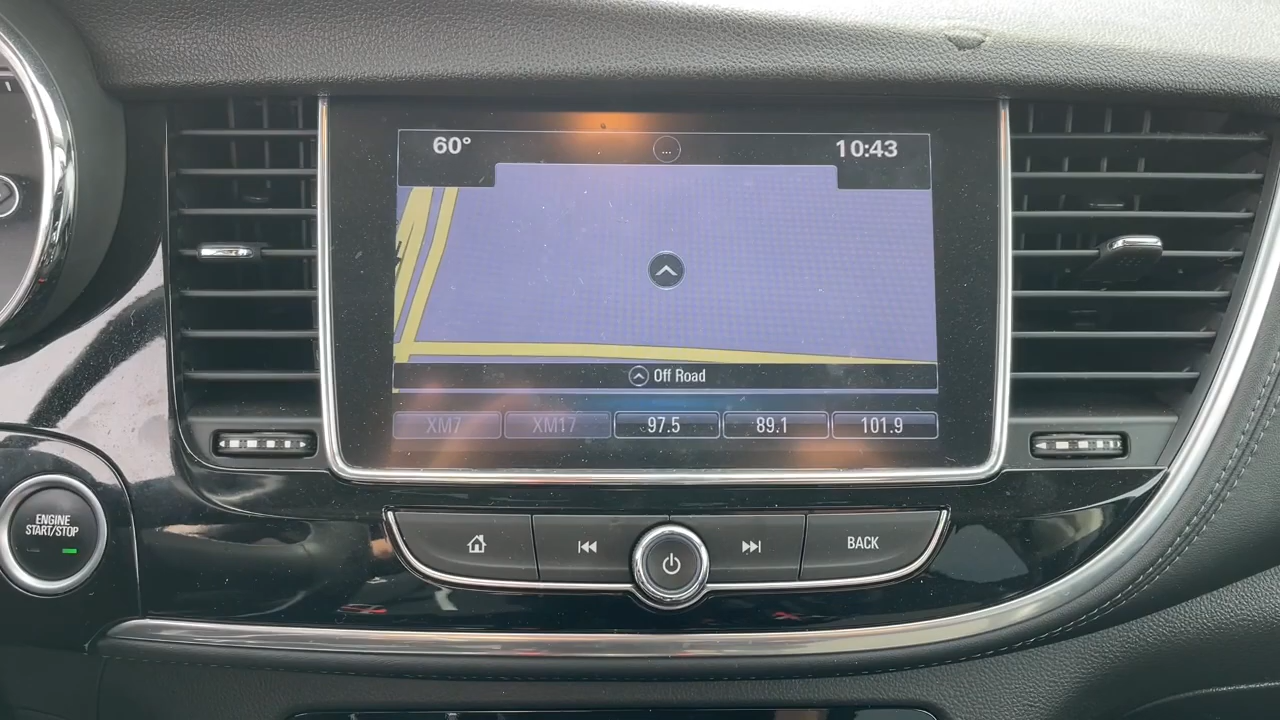 60°
...
10:43
Off Road
XM7
XM17
97.5
89.1
101.9
ENGINE
START/STOP
BACK